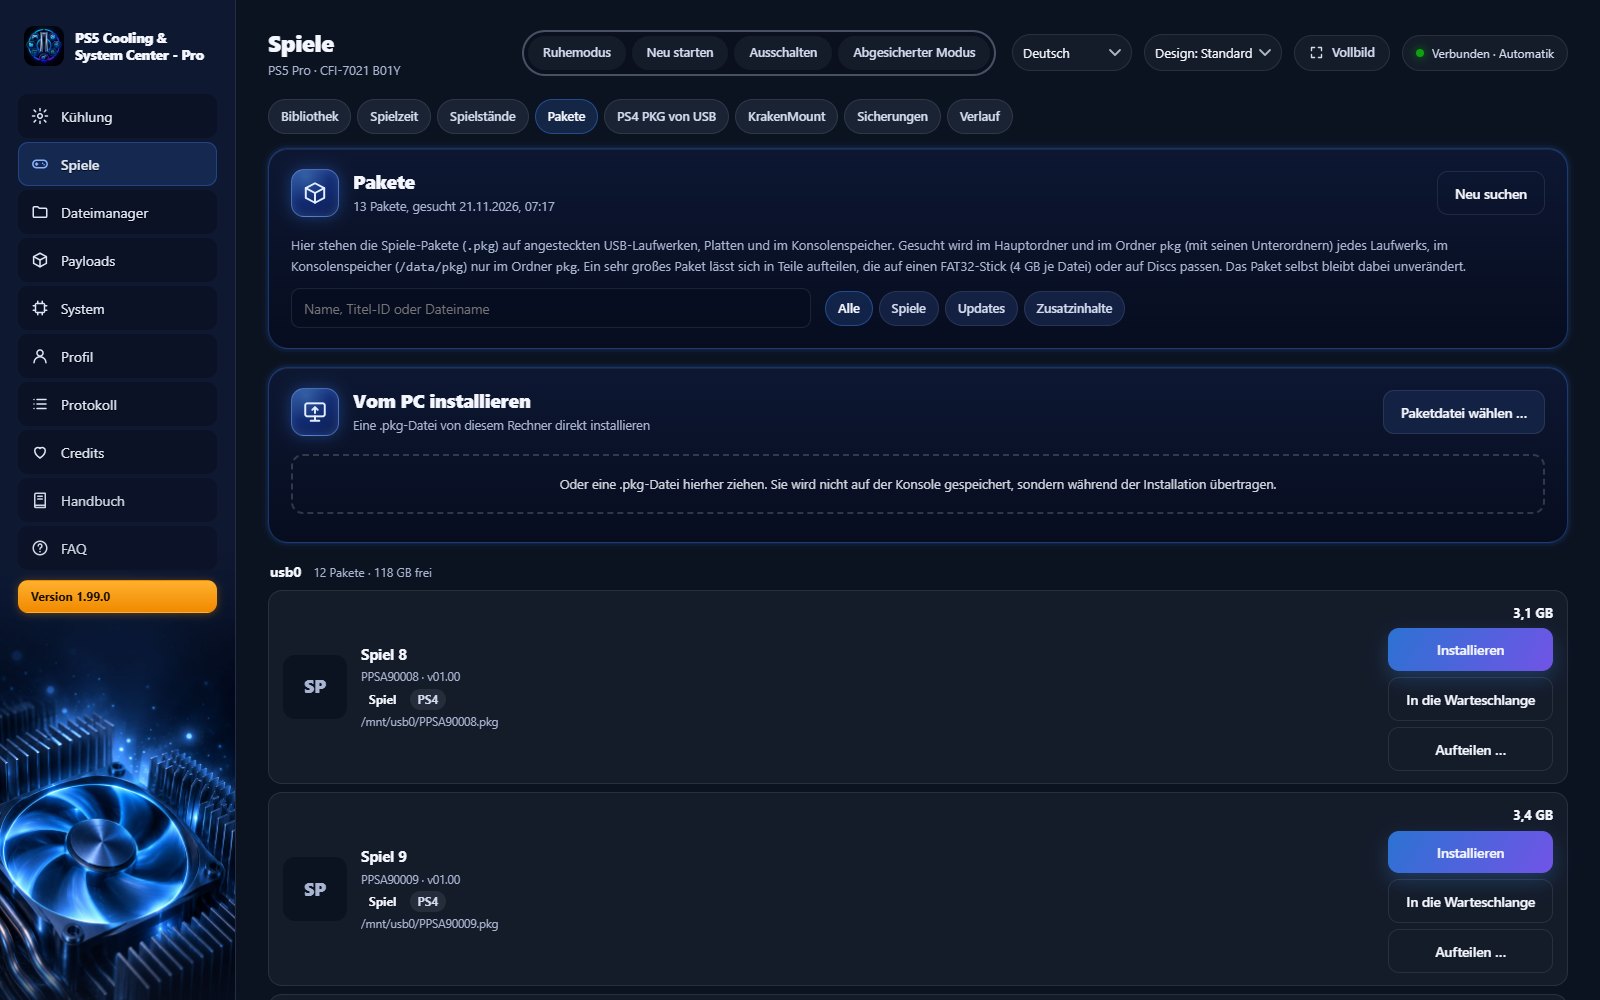 PS5 Cooling &
System Center - Pro
Kühlung
Spiele
Dateimanager
Payloads
System
Profil
Protokoll
Credits
Handbuch
FAQ
Version 1.99.0
Spiele
PS5 Pro · CFI-7021 B01Y
Ruhemodus
Neu starten
Ausschalten
Abgesicherter Modus
Deutsch
Design: Standard
Vollbild
Verbunden · Automatik
Bibliothek
Spielzeit
Spielstände
Pakete
PS4 PKG von USB
KrakenMount
Sicherungen
Verlauf
Pakete
13 Pakete, gesucht 21.11.2026, 07:17
Neu suchen
Hier stehen die Spiele-Pakete (.pkg) auf angesteckten USB-Laufwerken, Platten und im Konsolenspeicher. Gesucht wird im Hauptordner und im Ordner pkg (mit seinen Unterordnern) jedes Laufwerks, im
Konsolenspeicher (/data/pkg) nur im Ordner pkg. Ein sehr großes Paket lässt sich in Teile aufteilen, die auf einen FAT32-Stick (4 GB je Datei) oder auf Discs passen. Das Paket selbst bleibt dabei unverändert.
Name, Titel-ID oder Dateiname
Alle
Spiele
Updates
Zusatzinhalte
Vom PC installieren
Eine .pkg-Datei von diesem Rechner direkt installieren
Paketdatei wählen ...
Oder eine .pkg-Datei hierher ziehen. Sie wird nicht auf der Konsole gespeichert, sondern während der Installation übertragen.
usb0 12 Pakete · 118 GB frei
SP
Spiel 8
PPSA90008 · v01.00
Spiel PS4
/mnt/usb0/PPSA90008.pkg
3,1 GB
Installieren
In die Warteschlange
Aufteilen ...
SP
Spiel 9
PPSA90009 · v01.00
Spiel PS4
/mnt/usb0/PPSA90009.pkg
3,4 GB
Installieren
In die Warteschlange
Aufteilen ...